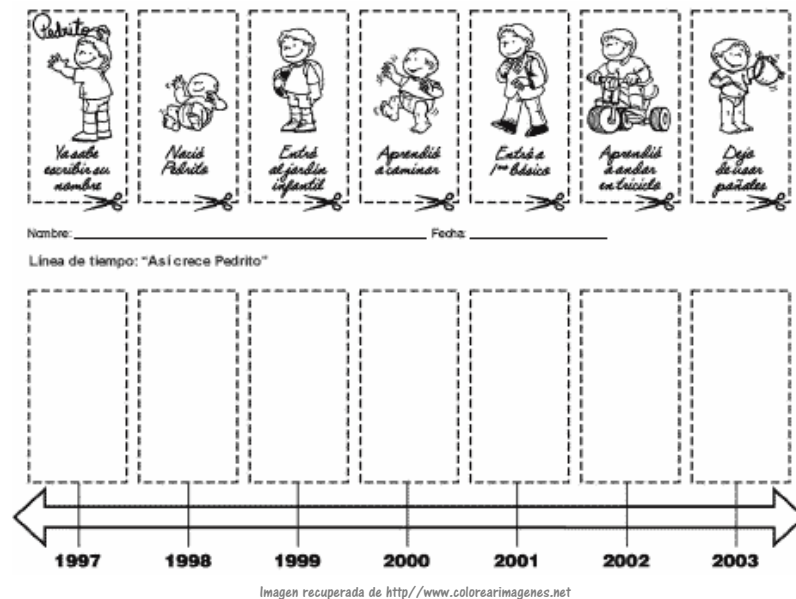 Pedrito
Ya sabe
escribir su
nombre
Nació
Pedrito
Entró
al jardín
infantil
Aprendió
a caminar
Entró a
1ero básico
Aprendió
a andar
en triciclo
Dejó
de usar
pañales
Nombre: Fecha:
Línea de tiempo: "Así crece Pedrito"
1997 1998 1999 2000 2001 2002 2003
Imagen recuperada de http//www.colorearimagenes.net